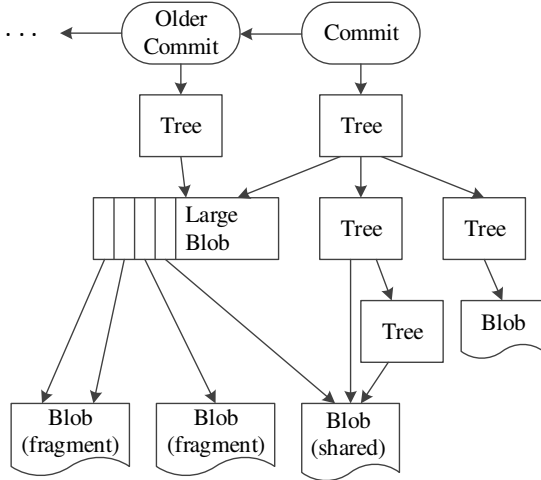 . . .
Older
Commit
Commit
Tree
Tree
Large
Blob
Tree
Tree
Tree
Blob
Blob
(fragment)
Blob
(fragment)
Blob
(shared)